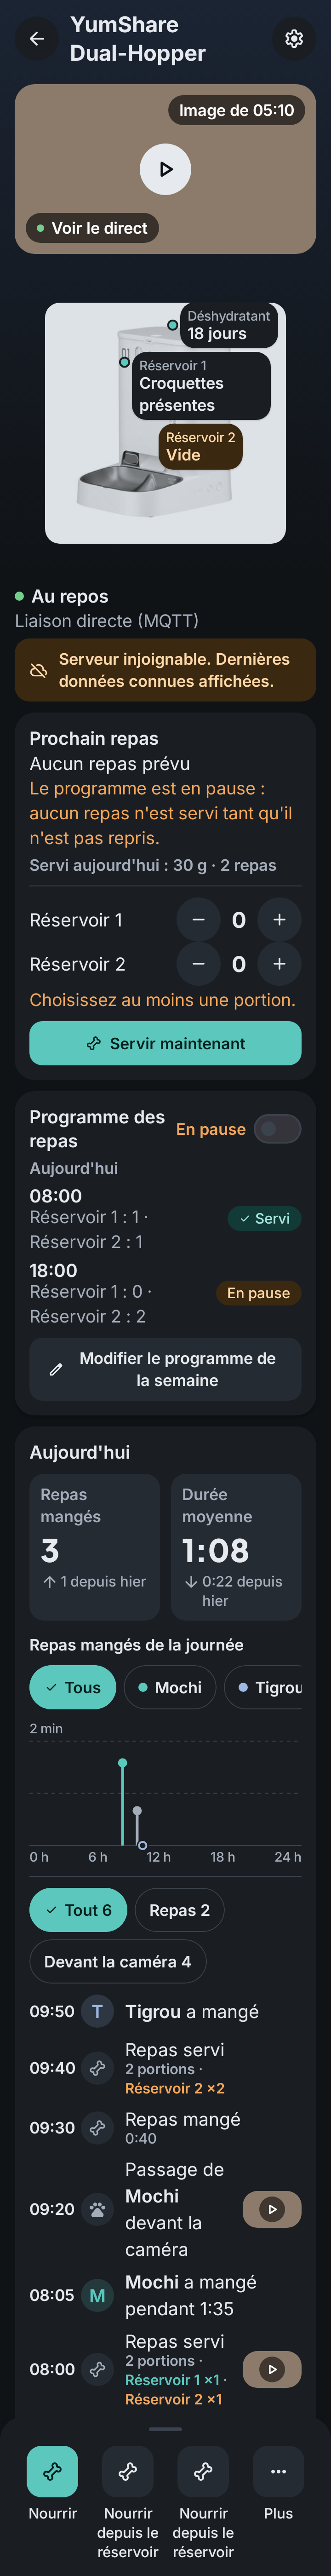 YumShare
Dual-Hopper
Image de 05:10
Voir le direct
Déshydratant
18 jours
Réservoir 1
Croquettes
présentes
Réservoir 2
Vide
Au repos
Liaison directe (MQTT)
Serveur injoignable. Dernières
données connues affichées.
Prochain repas
Aucun repas prévu
Le programme est en pause :
aucun repas n'est servi tant qu'il
n'est pas repris.
Servi aujourd'hui : 30 g · 2 repas
Réservoir 1 − 0 +
Réservoir 2 − 0 +
Choisissez au moins une portion.
Servir maintenant
Programme des
repas
En pause
Aujourd'hui
08:00
Réservoir 1 : 1 ·
Réservoir 2 : 1
✓ Servi
18:00
Réservoir 1 : 0 ·
Réservoir 2 : 2
En pause
Modifier le programme de
la semaine
Aujourd'hui
Repas
mangés
3
↑ 1 depuis hier
Durée
moyenne
1:08
↓ 0:22 depuis
hier
Repas mangés de la journée
✓ Tous
Mochi
Tigrou
2 min
0 h 6 h 12 h 18 h 24 h
✓ Tout 6
Repas 2
Devant la caméra 4
09:50 T Tigrou a mangé
09:40
Repas servi
2 portions ·
Réservoir 2 ×2
09:30
Repas mangé
0:40
09:20
Passage de
Mochi
devant la
caméra
08:05 M
Mochi a mangé
pendant 1:35
08:00
Repas servi
2 portions ·
Réservoir 1 ×1 ·
Réservoir 2 ×1
Nourrir
Nourrir
depuis le
réservoir
Nourrir
depuis le
réservoir
Plus